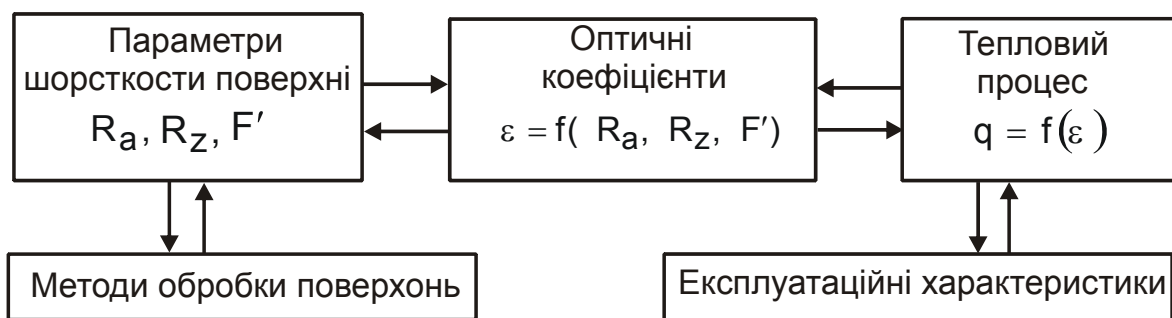 Параметри
шорсткости поверхні
Ra, Rz, F′
Оптичні
коефіцієнти
ε = f( Ra, Rz, F′)
Тепловий
процес
q = f(ε )
Методи обробки поверхонь
Експлуатаційні характеристики